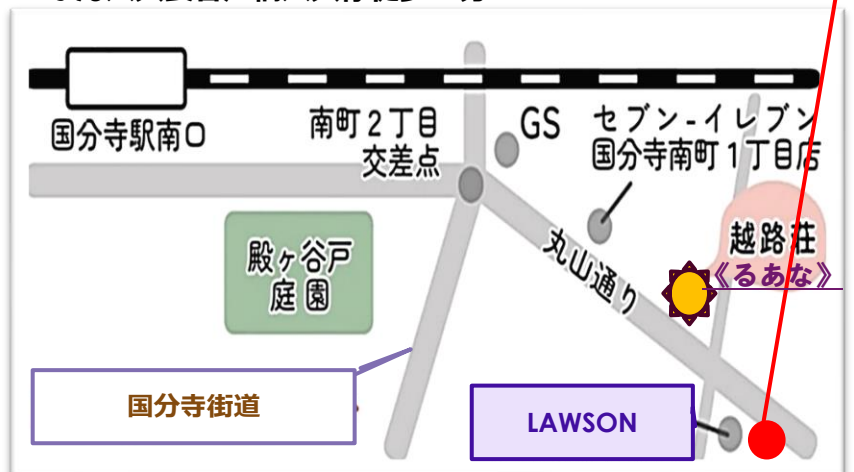 国分寺駅南口
南町２丁目
交差点
GS
セブン-イレブン
国分寺南町１丁目店
殿ヶ谷戸
庭園
丸山通り
越路荘
《るあな》
国分寺街道
LAWSON